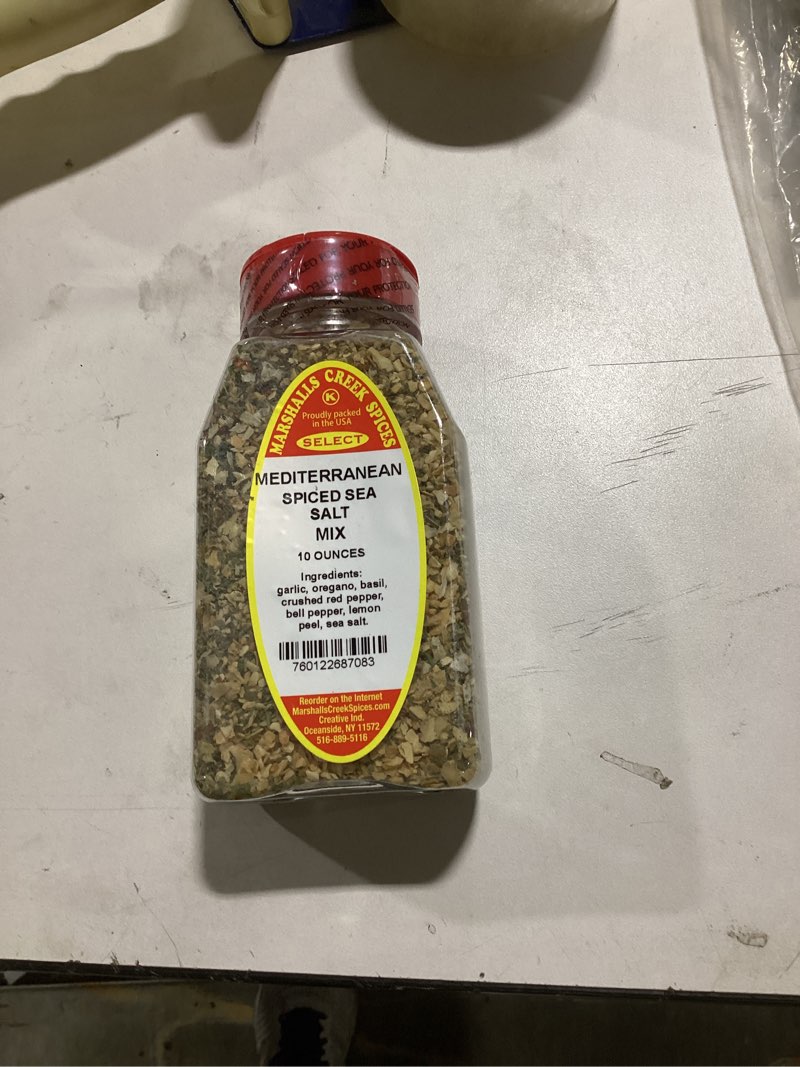 MARSHALLS CREEK SPICES
K
Proudly packed
in the USA
SELECT
MEDITERRANEAN
SPICED SEA
SALT
MIX
10 OUNCES
Ingredients:
garlic, oregano, basil,
crushed red pepper,
bell pepper, lemon
peel, sea salt.
760122687083
Reorder on the Internet
MarshallsCreekSpices.com
Creative Ind.
Oceanside, NY 11572
516-889-5116